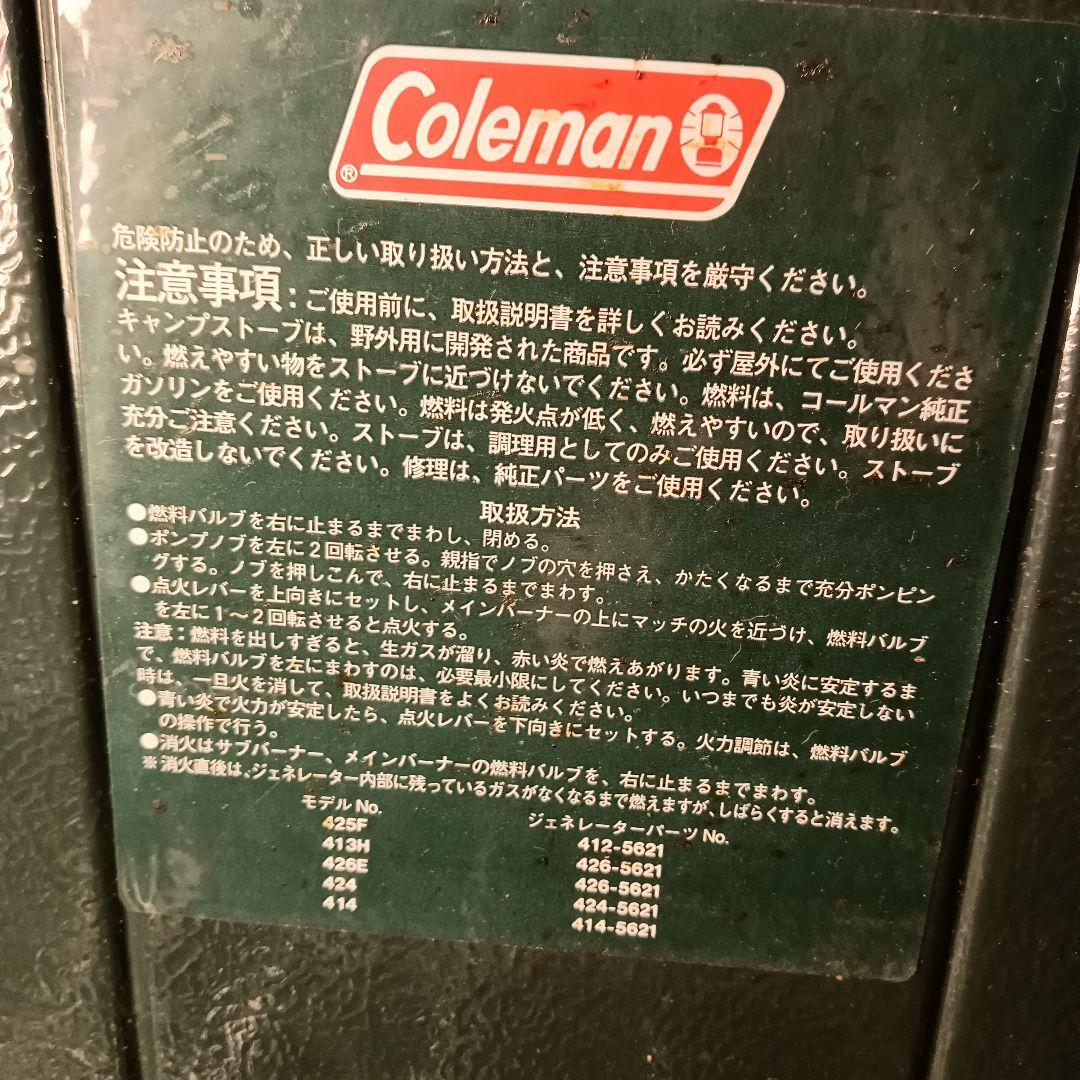 Coleman
®
危険防止のため、正しい取り扱い方法と、注意事項を厳守ください。
注意事項：ご使用前に、取扱説明書を詳しくお読みください。
キャンプストーブは、野外用に開発された商品です。必ず屋外にてご使用くださ
い。燃えやすい物をストーブに近づけないでください。燃料は、コールマン純正
ガソリンをご使用ください。燃料は発火点が低く、燃えやすいので、取り扱いに
充分ご注意ください。ストーブは、調理用としてのみご使用ください。ストーブ
を改造しないでください。修理は、純正パーツをご使用ください。
取扱方法
●燃料バルブを右に止まるまでまわし、閉める。
●ポンプノブを左に2回転させる。親指でノブの穴を押さえ、かたくなるまで充分ポンピン
グする。ノブを押しこんで、右に止まるまでまわす。
●点火レバーを上向きにセットし、メインバーナーの上にマッチの火を近づけ、燃料バルブ
を左に1〜2回転させると点火する。
注意：燃料を出しすぎると、生ガスが溜り、赤い炎で燃えあがります。青い炎に安定するま
で、燃料バルブを左にまわすのは、必要最小限にしてください。いつまでも炎が安定しない
時は、一旦火を消して、取扱説明書をよくお読みください。
●青い炎で火力が安定したら、点火レバーを下向きにセットする。火力調節は、燃料バルブ
の操作で行う。
●消火はサブバーナー、メインバーナーの燃料バルブを、右に止まるまでまわす。
※消火直後は、ジェネレーター内部に残っているガスがなくなるまで燃えますが、しばらくすると消えます。
モデル No. ジェネレーターパーツ No.
425F 412-5621
413H 426-5621
426E 426-5621
424 424-5621
414 414-5621